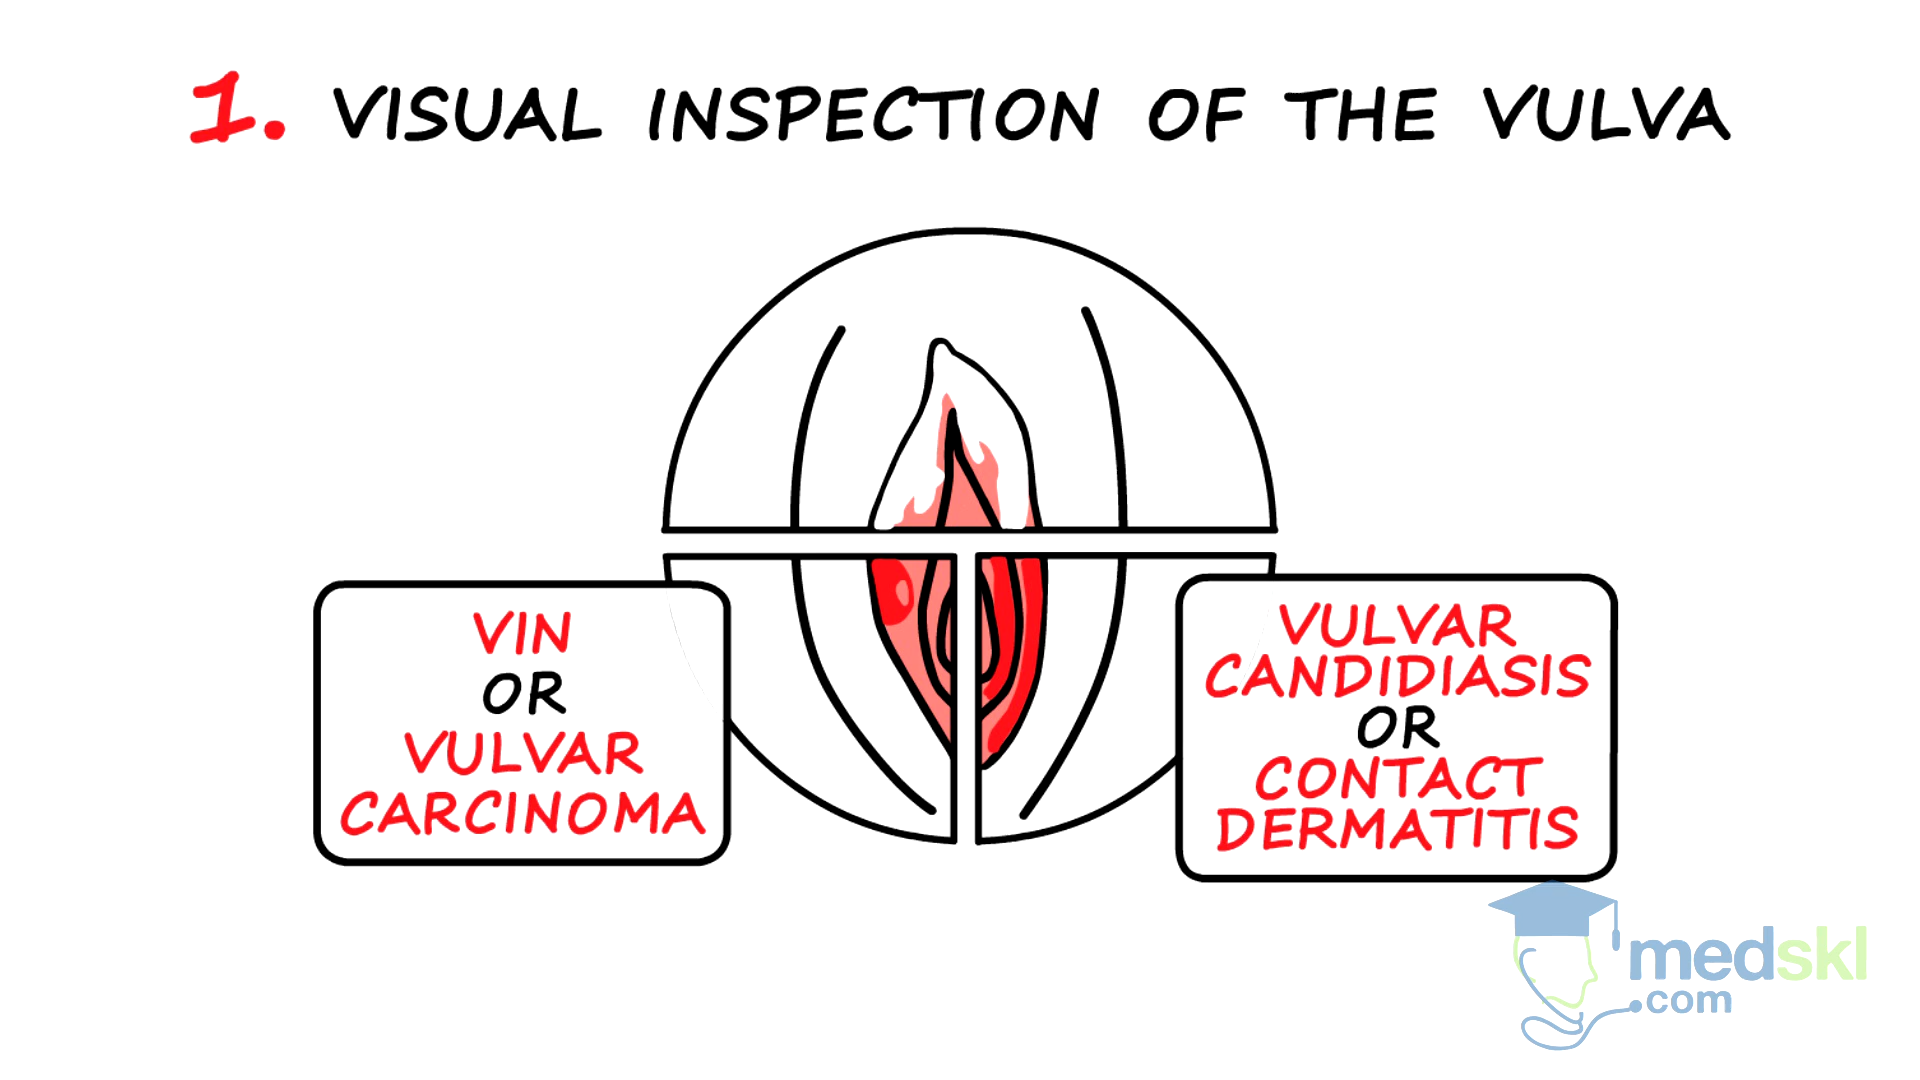 1. VISUAL INSPECTION OF THE VULVA
VIN
OR
VULVAR
CARCINOMA
VULVAR
CANDIDIASIS
OR
CONTACT
DERMATITIS
medskl
.com